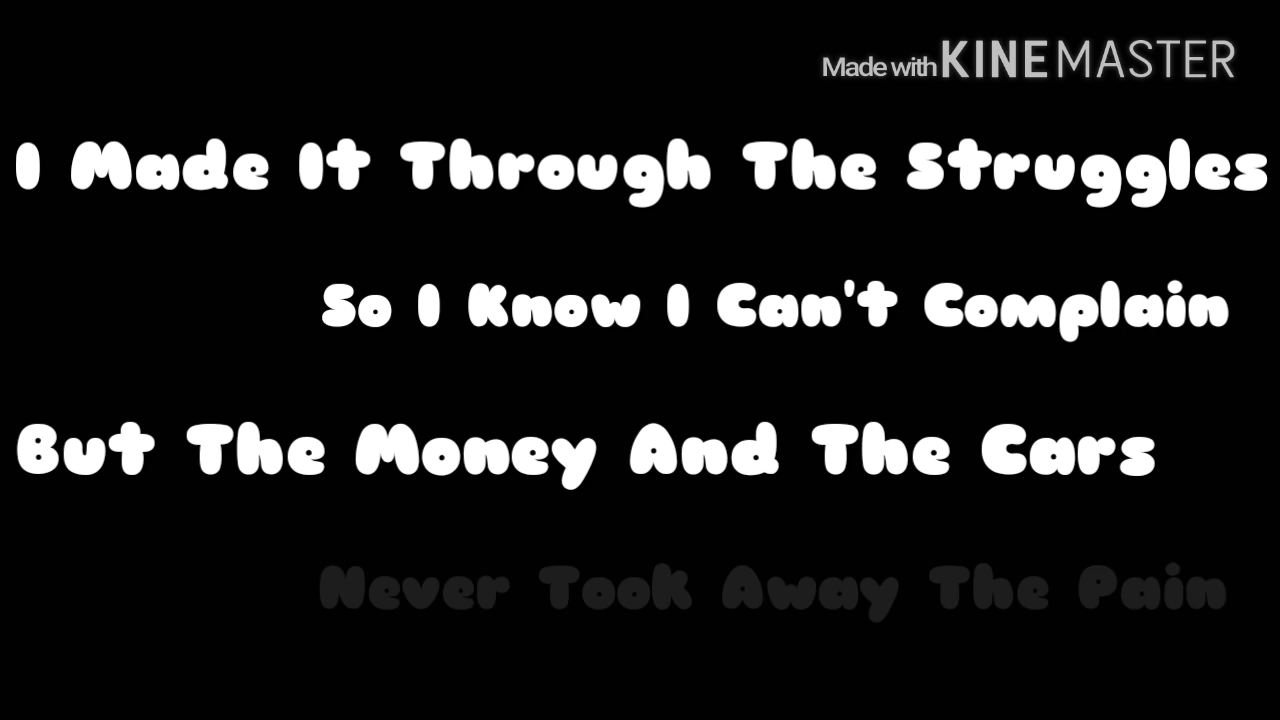 Made with KINEMASTER
I Made It Through The Struggles
So I Know I Can't Complain
But The Money And The Cars
Never Took Away The Pain